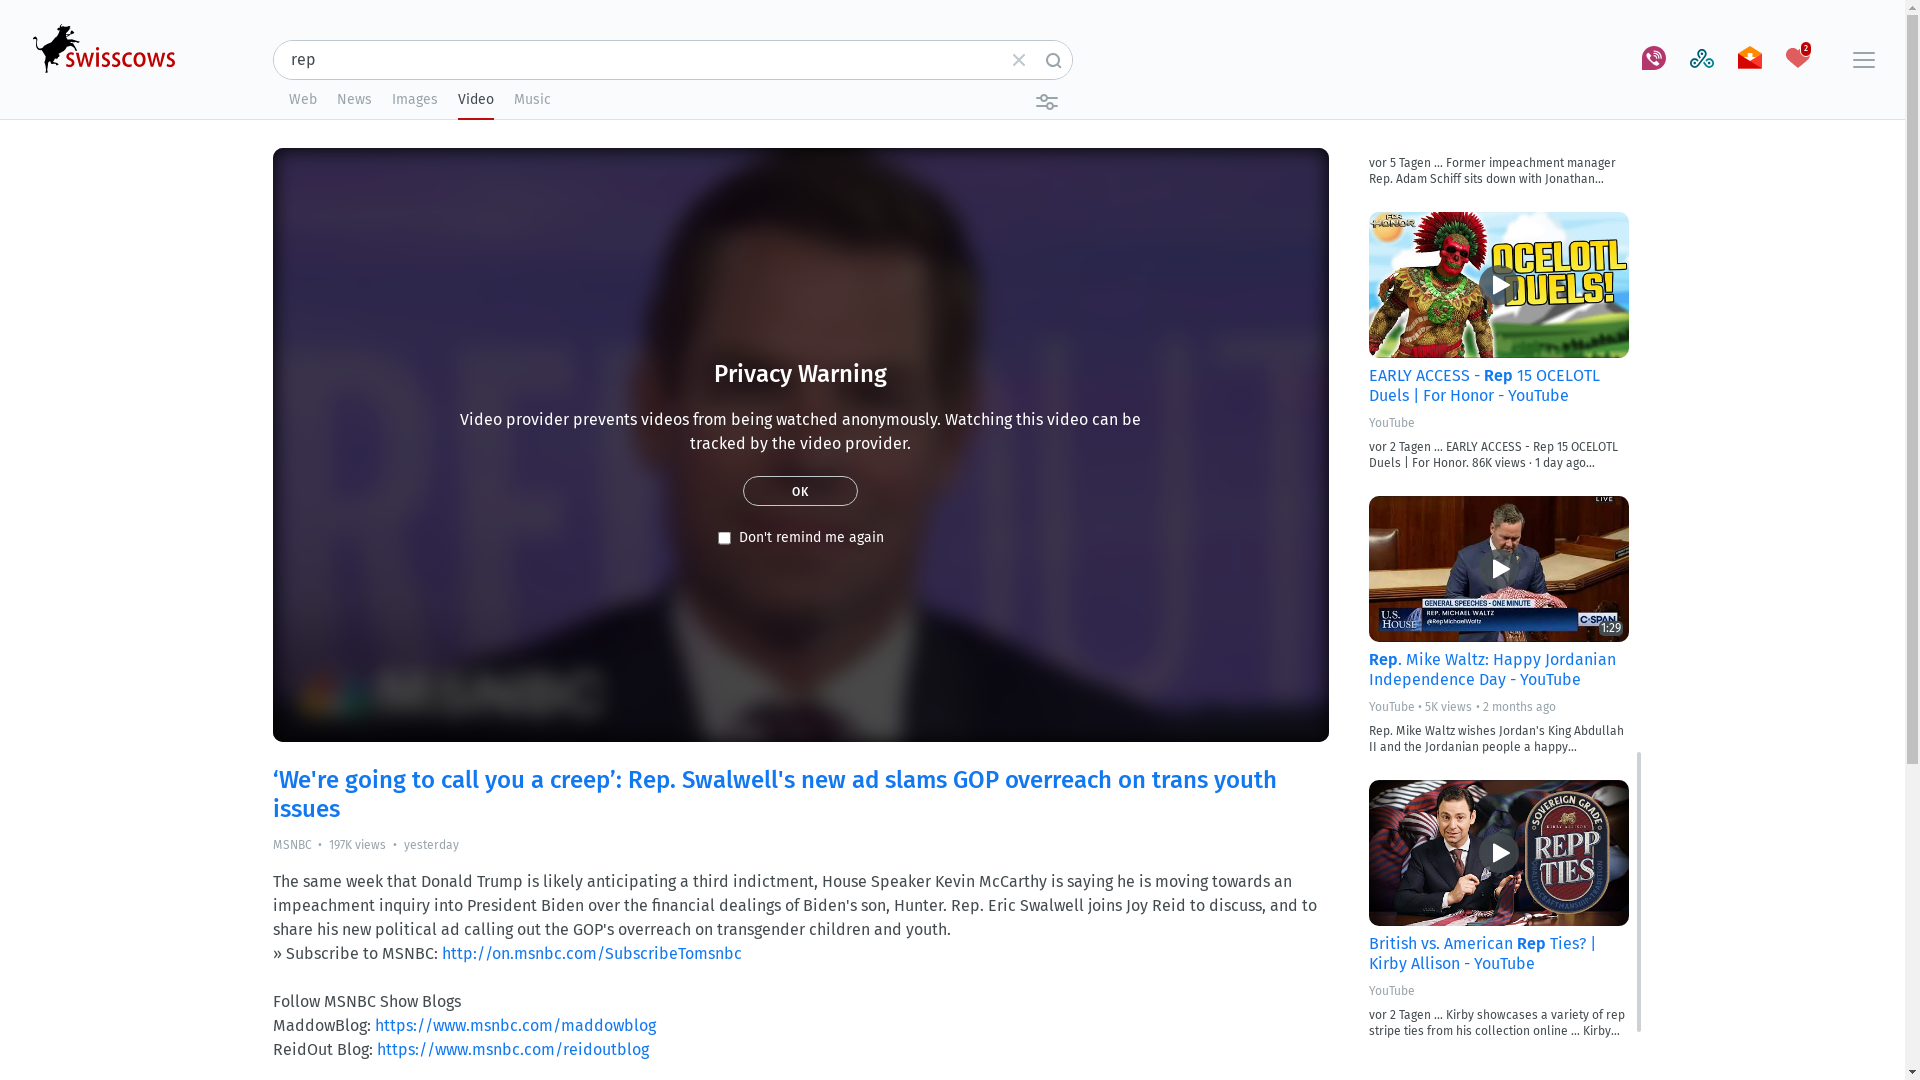 swisscows
rep
2
Web
News
Images
Video
Music
Privacy Warning
Video provider prevents videos from being watched anonymously. Watching this video can be
tracked by the video provider.
OK
Don't remind me again
MSNBC
‘We're going to call you a creep’: Rep. Swalwell's new ad slams GOP overreach on trans youth
issues
MSNBC • 197K views • yesterday
The same week that Donald Trump is likely anticipating a third indictment, House Speaker Kevin McCarthy is saying he is moving towards an
impeachment inquiry into President Biden over the financial dealings of Biden's son, Hunter. Rep. Eric Swalwell joins Joy Reid to discuss, and to
share his new political ad calling out the GOP's overreach on transgender children and youth.
» Subscribe to MSNBC: http://on.msnbc.com/SubscribeTomsnbc
Follow MSNBC Show Blogs
MaddowBlog: https://www.msnbc.com/maddowblog
ReidOut Blog: https://www.msnbc.com/reidoutblog
vor 5 Tagen ... Former impeachment manager
Rep. Adam Schiff sits down with Jonathan...
FOR
HONOR
OCELOTL
DUELS!
EARLY ACCESS - Rep 15 OCELOTL
Duels | For Honor - YouTube
YouTube
vor 2 Tagen ... EARLY ACCESS - Rep 15 OCELOTL
Duels | For Honor. 86K views · 1 day ago...
LIVE
GENERAL SPEECHES - ONE MINUTE
U.S.
HOUSE
REP. MICHAEL WALTZ
@RepMichaelWaltz
C-SPAN
1:29
Rep. Mike Waltz: Happy Jordanian
Independence Day - YouTube
YouTube • 5K views • 2 months ago
Rep. Mike Waltz wishes Jordan's King Abdullah
II and the Jordanian people a happy...
SOVEREIGN GRADE
KIRBY ALLISON
REPP
TIES
British vs. American Rep Ties? |
Kirby Allison - YouTube
YouTube
vor 2 Tagen ... Kirby showcases a variety of rep
stripe ties from his collection online ... Kirby...